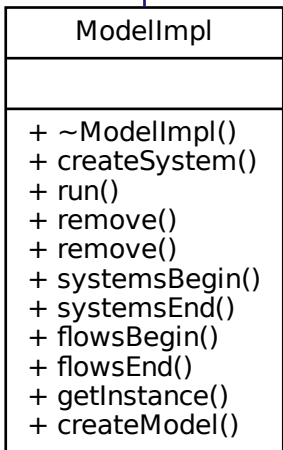 ModelImpl
+ ~ModelImpl()
+ createSystem()
+ run()
+ remove()
+ remove()
+ systemsBegin()
+ systemsEnd()
+ flowsBegin()
+ flowsEnd()
+ getInstance()
+ createModel()